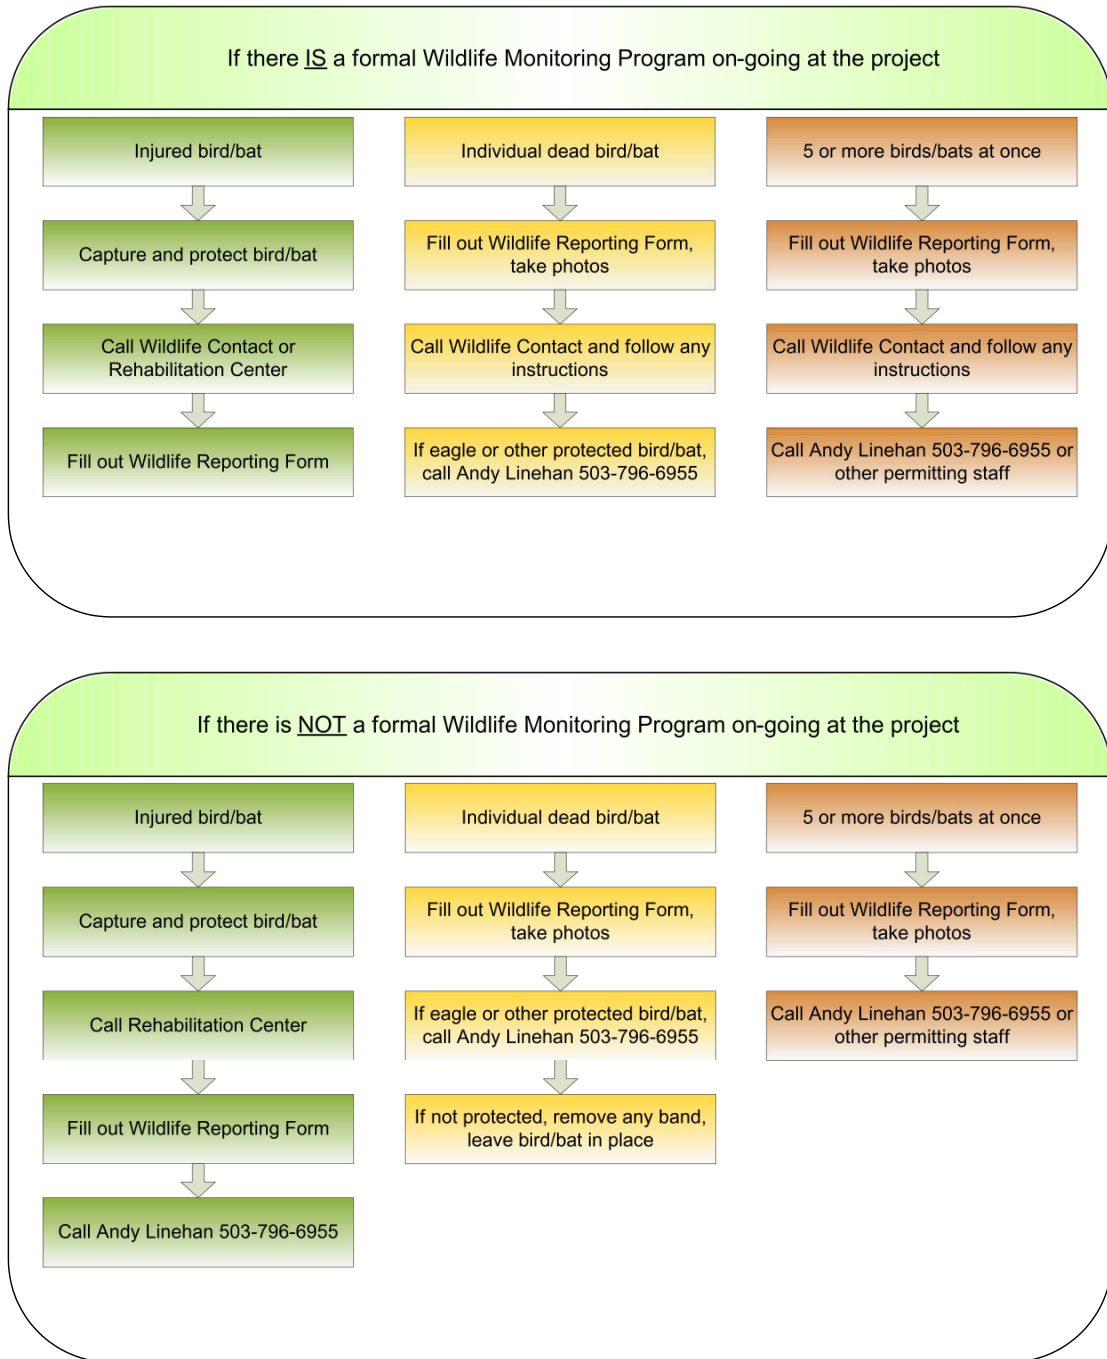 If there IS a formal Wildlife Monitoring Program on-going at the project
Injured bird/bat
Capture and protect bird/bat
Call Wildlife Contact or
Rehabilitation Center
Fill out Wildlife Reporting Form
Individual dead bird/bat
Fill out Wildlife Reporting Form,
take photos
Call Wildlife Contact and follow any
instructions
If eagle or other protected bird/bat,
call Andy Linehan 503-796-6955
5 or more birds/bats at once
Fill out Wildlife Reporting Form,
take photos
Call Wildlife Contact and follow any
instructions
Call Andy Linehan 503-796-6955 or
other permitting staff
If there is NOT a formal Wildlife Monitoring Program on-going at the project
Injured bird/bat
Capture and protect bird/bat
Call Rehabilitation Center
Fill out Wildlife Reporting Form
Call Andy Linehan 503-796-6955
Individual dead bird/bat
Fill out Wildlife Reporting Form,
take photos
If eagle or other protected bird/bat,
call Andy Linehan 503-796-6955
If not protected, remove any band,
leave bird/bat in place
5 or more birds/bats at once
Fill out Wildlife Reporting Form,
take photos
Call Andy Linehan 503-796-6955 or
other permitting staff